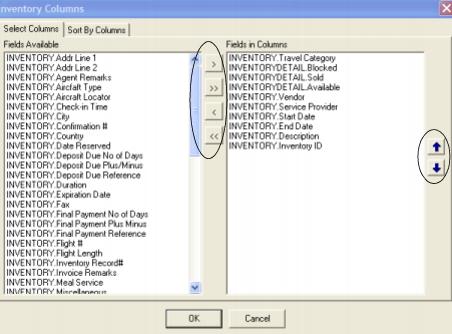 Inventory Columns
Select Columns Sort By Columns
Fields Available
INVENTORY.Addr Line 1
INVENTORY.Addr Line 2
INVENTORY.Agent Remarks
INVENTORY.Aircraft Type
INVENTORY.Aircraft Locator
INVENTORY.Check-in Time
INVENTORY.City
INVENTORY.Confirmation #
INVENTORY.Country
INVENTORY.Date Reserved
INVENTORY.Deposit Due No of Days
INVENTORY.Deposit Due Plus/Minus
INVENTORY.Deposit Due Reference
INVENTORY.Duration
INVENTORY.Expiration Date
INVENTORY.Fax
INVENTORY.Final Payment No of Days
INVENTORY.Final Payment Plus Minus
INVENTORY.Final Payment Reference
INVENTORY.Flight #
INVENTORY.Flight Length
INVENTORY.Inventory Record#
INVENTORY.Invoice Remarks
INVENTORY.Meal Service
INVENTORY.Miscellaneous
>
>>
<
<<
Fields in Columns
INVENTORY.Travel Category
INVENTORYDETAIL.Blocked
INVENTORYDETAIL.Sold
INVENTORYDETAIL.Available
INVENTORY.Vendor
INVENTORY.Service Provider
INVENTORY.Start Date
INVENTORY.End Date
INVENTORY.Description
INVENTORY.Inventory ID
OK Cancel